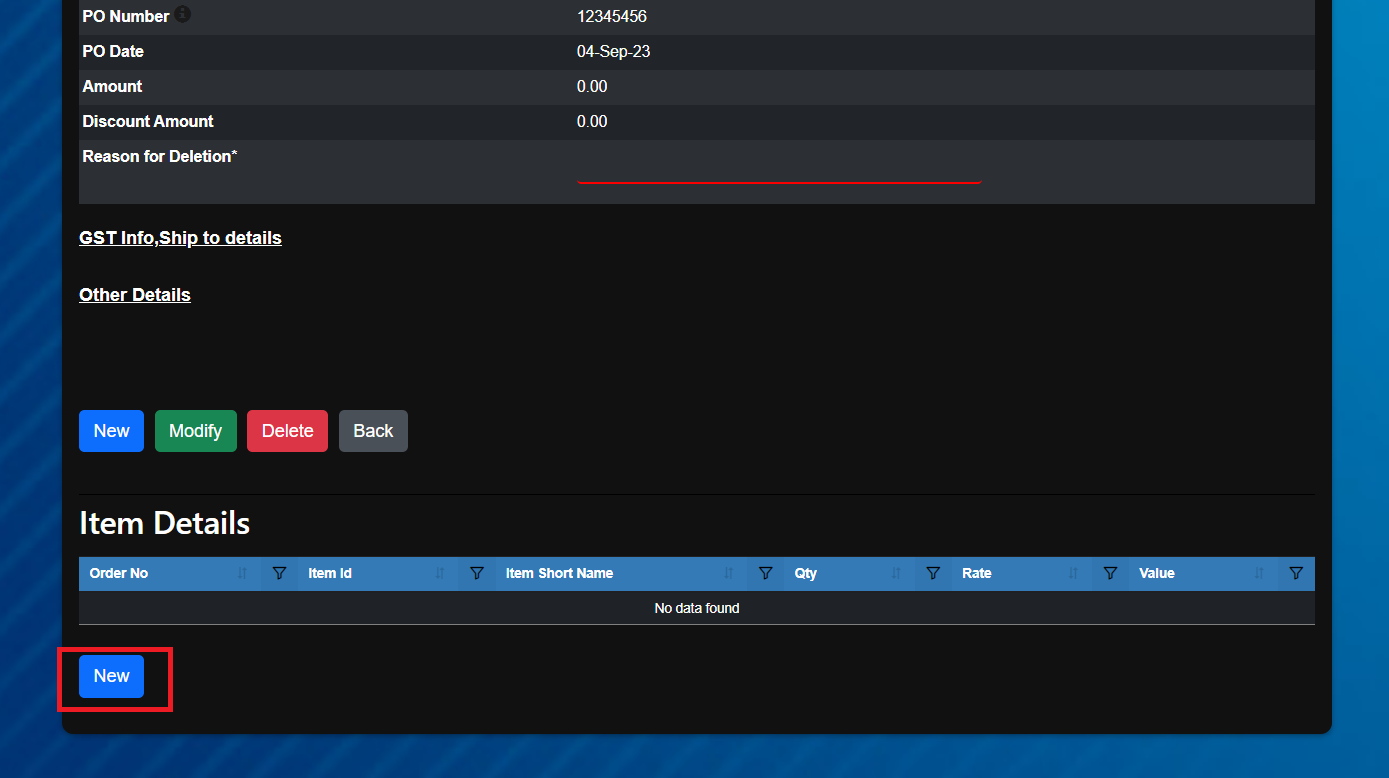 PO Number 12345456
PO Date 04-Sep-23
Amount 0.00
Discount Amount 0.00
Reason for Deletion*
GST Info,Ship to details
Other Details
New Modify Delete Back
Item Details
Order No Item Id Item Short Name Qty Rate Value
No data found
New